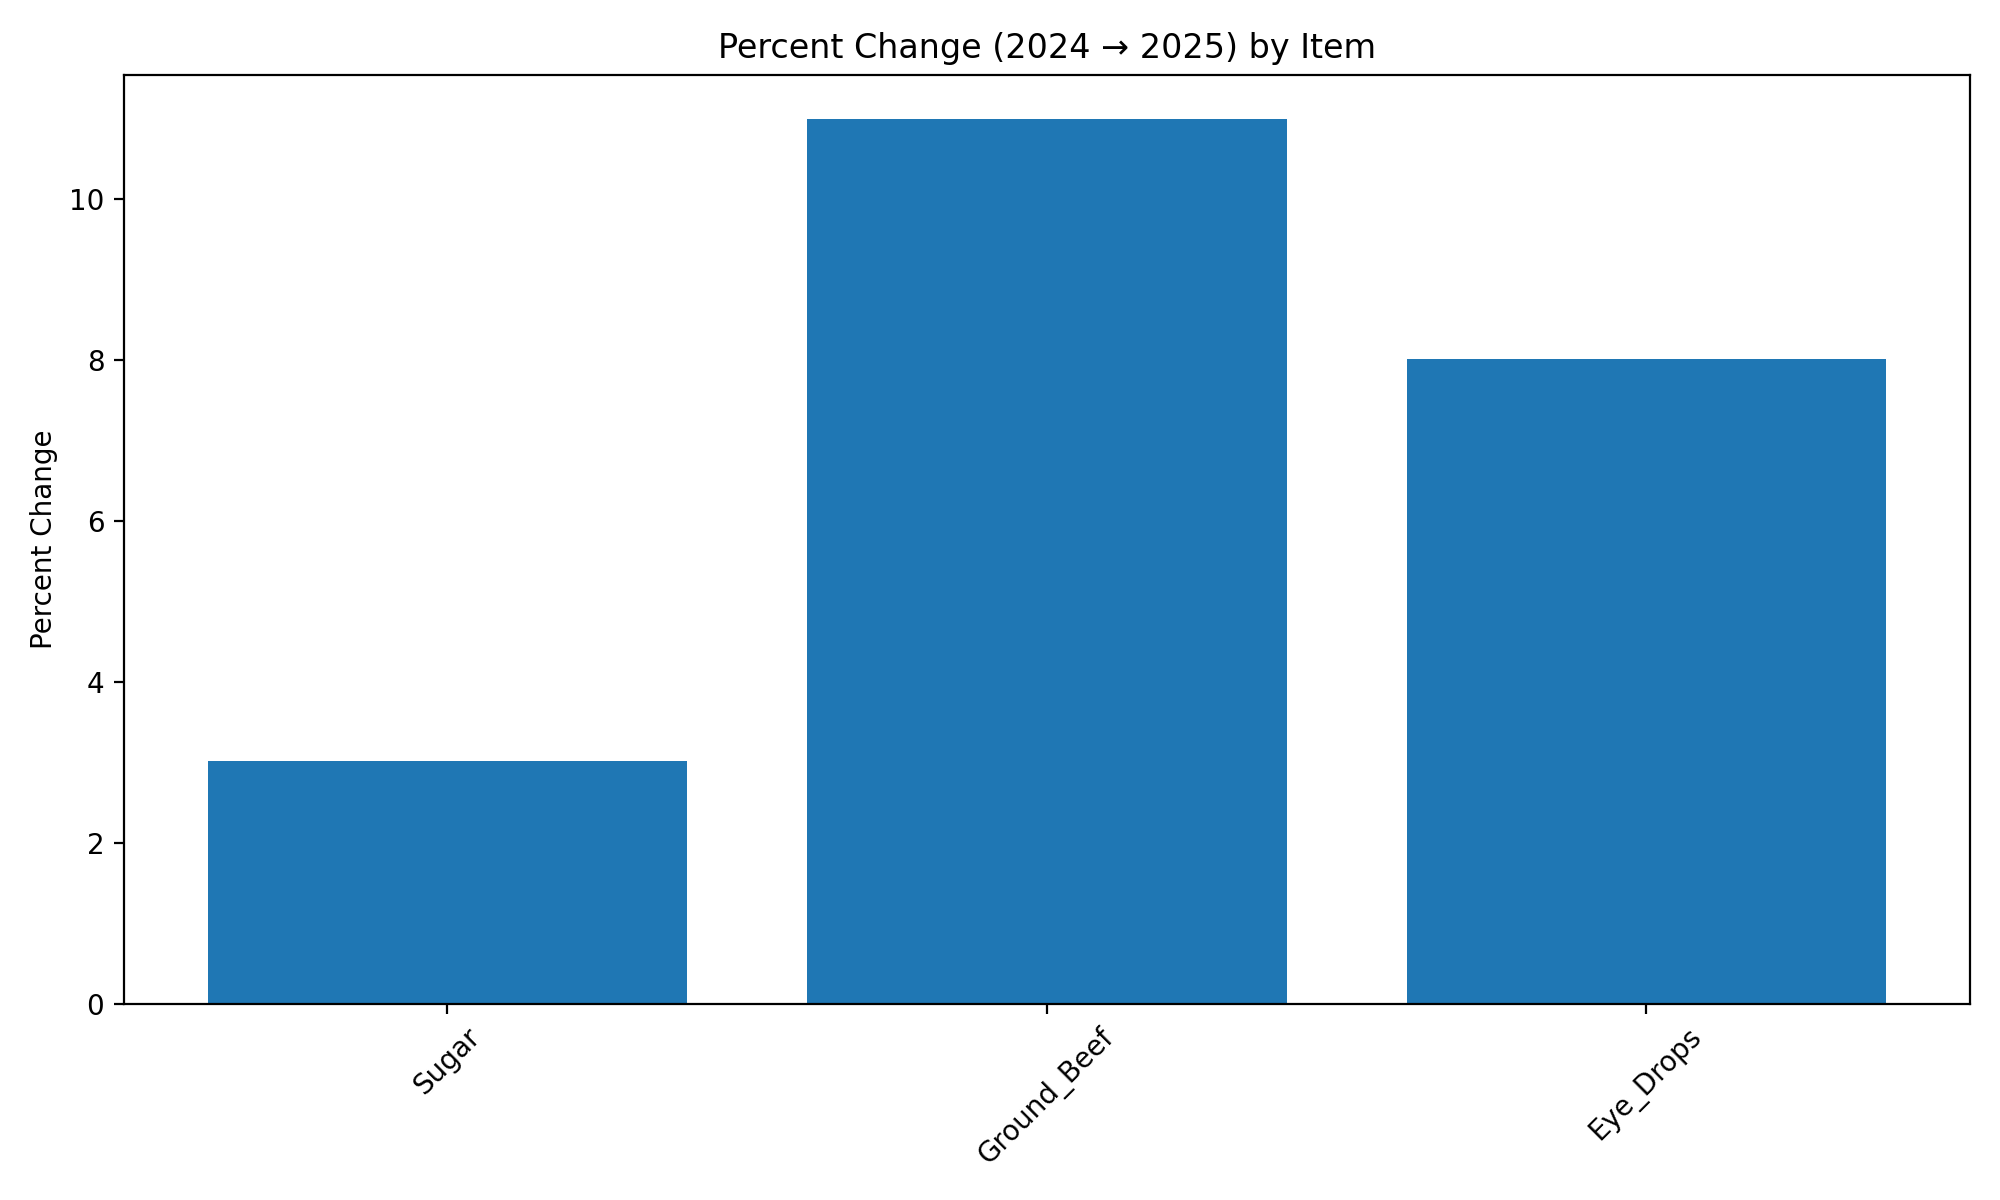 Percent Change (2024 → 2025) by Item
Percent Change
10
8
6
4
2
0
Sugar
Ground_Beef
Eye_Drops